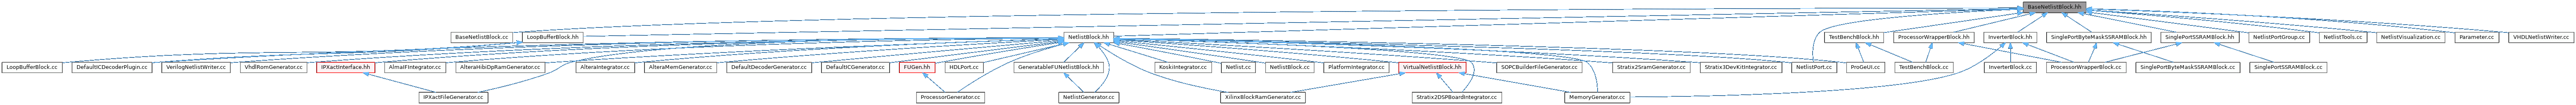 BaseNetlistBlock.hh
BaseNetlistBlock.cc
LoopBufferBlock.hh
NetlistBlock.hh
TestBenchBlock.hh
ProcessorWrapperBlock.hh
InverterBlock.hh
SinglePortByteMaskSSRAMBlock.hh
SinglePortSSRAMBlock.hh
NetlistPortGroup.cc
NetlistTools.cc
NetlistVisualization.cc
Parameter.cc
VHDLNetlistWriter.cc
LoopBufferBlock.cc
DefaultICDecoderPlugin.cc
VerilogNetlistWriter.cc
VhdlRomGenerator.cc
IPXactInterface.hh
AlmaIFIntegrator.cc
AlteraHibiDpRamGenerator.cc
AlteraIntegrator.cc
AlteraMemGenerator.cc
DefaultDecoderGenerator.cc
DefaultICGenerator.cc
FUGen.hh
HDLPort.cc
GeneratableFUNetlistBlock.hh
KoskiIntegrator.cc
Netlist.cc
NetlistBlock.cc
PlatformIntegrator.cc
VirtualNetlistBlock.hh
SOPCBuilderFileGenerator.cc
Stratix2SramGenerator.cc
Stratix3DevKitIntegrator.cc
NetlistPort.cc
ProGeUI.cc
TestBenchBlock.cc
InverterBlock.cc
ProcessorWrapperBlock.cc
SinglePortByteMaskSSRAMBlock.cc
SinglePortSSRAMBlock.cc
IPXactFileGenerator.cc
ProcessorGenerator.cc
NetlistGenerator.cc
XilinxBlockRamGenerator.cc
Stratix2DSPBoardIntegrator.cc
MemoryGenerator.cc